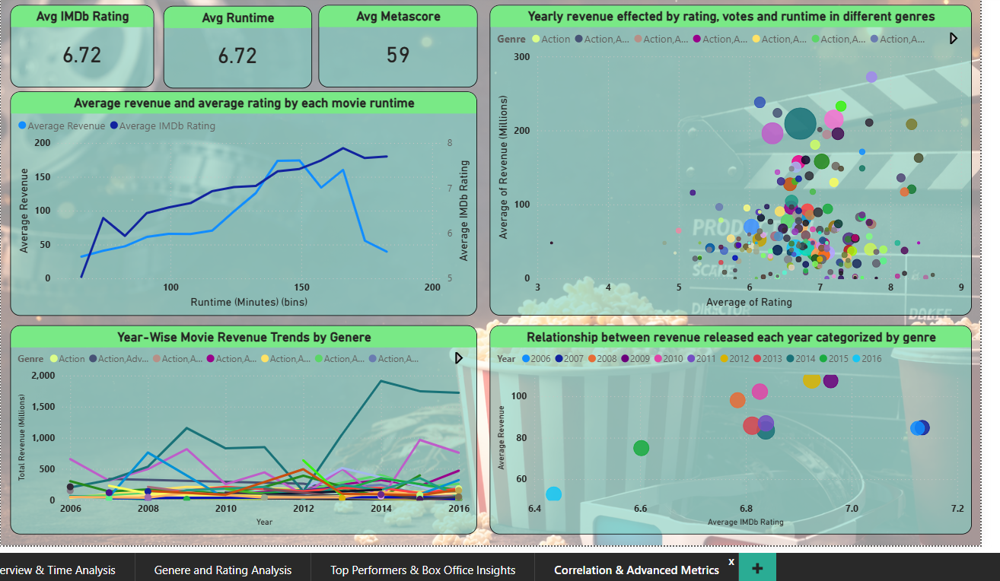 Avg IMDb Rating
6.72
Avg Runtime
6.72
Avg Metascore
59
Average revenue and average rating by each movie runtime
Average Revenue Average IMDb Rating
Average Revenue
200
150
100
50
0
8
7
6
5
Average IMDb Rating
100 150 200
Runtime (Minutes) (bins)
Yearly revenue effected by rating, votes and runtime in different genres
Genre Action Action,A... Action,A... Action,A... Action,A... Action,A... Action,A...
Average of Revenue (Millions)
300
200
100
0
3 4 5 6 7 8 9
Average of Rating
Year-Wise Movie Revenue Trends by Genere
Genre Action Action,Adv... Action,A... Action,A... Action,A... Action,A... Action,A...
Total Revenue (Millions)
2,000
1,500
1,000
500
0
2006 2008 2010 2012 2014 2016
Year
Relationship between revenue released each year categorized by genre
Year 2006 2007 2008 2009 2010 2011 2012 2013 2014 2015 2016
Average Revenue
100
80
60
6.4 6.6 6.8 7.0 7.2
Average IMDb Rating
PROD
SCAPE
DIRECTOR
erview & Time Analysis
Genere and Rating Analysis
Top Performers & Box Office Insights
Correlation & Advanced Metrics x
+